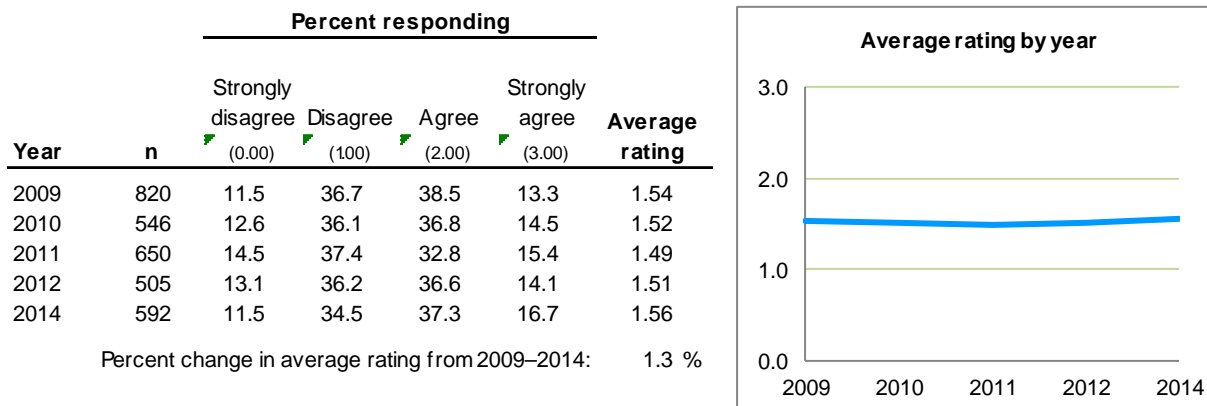 Percent responding
Strongly disagree Disagree Agree Strongly agree Average rating
Year n (0.00) (1.00) (2.00) (3.00)
2009 820 11.5 36.7 38.5 13.3 1.54
2010 546 12.6 36.1 36.8 14.5 1.52
2011 650 14.5 37.4 32.8 15.4 1.49
2012 505 13.1 36.2 36.6 14.1 1.51
2014 592 11.5 34.5 37.3 16.7 1.56
Percent change in average rating from 2009–2014: 1.3 %
Average rating by year
3.0
2.0
1.0
0.0
2009 2010 2011 2012 2014